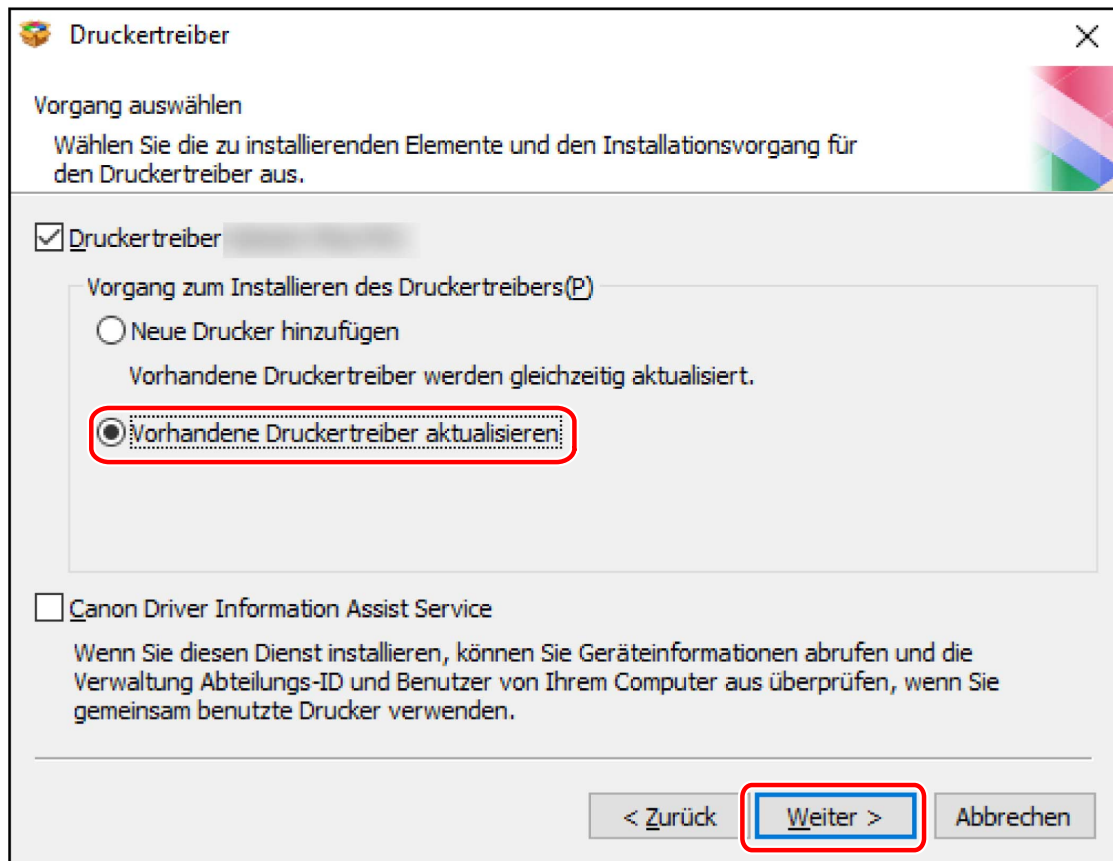 Druckertreiber
Vorgang auswählen
Wählen Sie die zu installierenden Elemente und den Installationsvorgang für
den Druckertreiber aus.
Druckertreiber
Vorgang zum Installieren des Druckertreibers(P)
Neue Drucker hinzufügen
Vorhandene Druckertreiber werden gleichzeitig aktualisiert.
Vorhandene Druckertreiber aktualisieren
Canon Driver Information Assist Service
Wenn Sie diesen Dienst installieren, können Sie Geräteinformationen abrufen und die
Verwaltung Abteilungs-ID und Benutzer von Ihrem Computer aus überprüfen, wenn Sie
gemeinsam benutzte Drucker verwenden.
< Zurück Weiter > Abbrechen